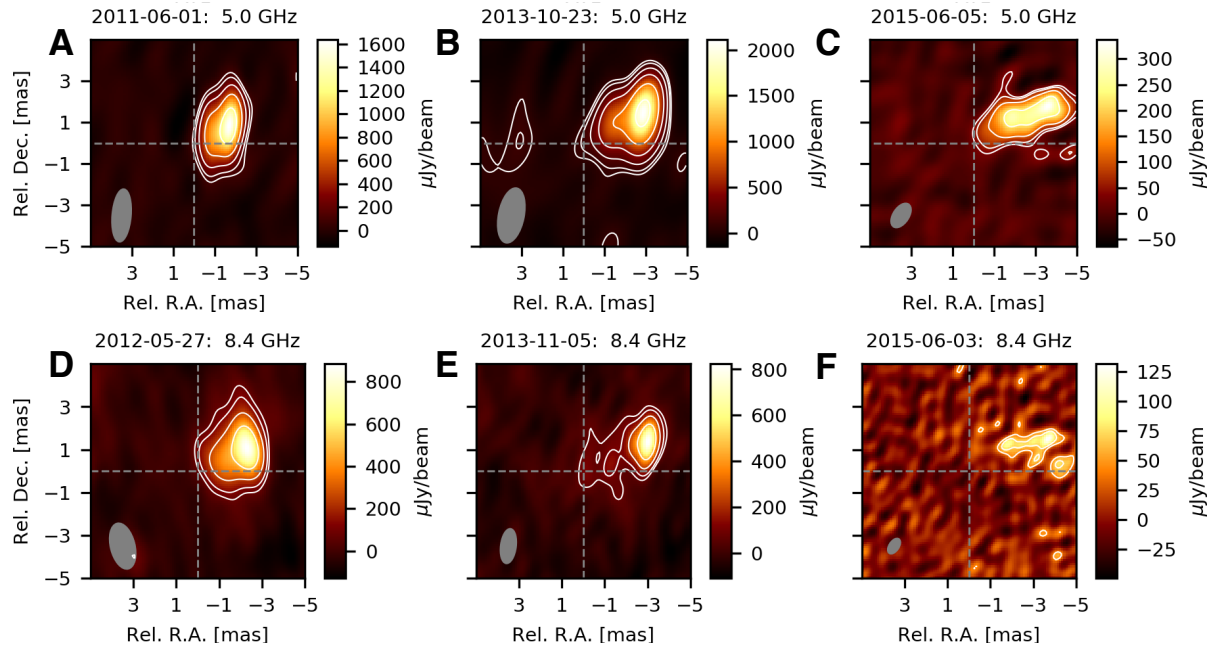 A
2011-06-01: 5.0 GHz
B
2013-10-23: 5.0 GHz
C
2015-06-05: 5.0 GHz
Rel. Dec. [mas]
3
1
−1
−3
−5
3 1 −1 −3 −5
Rel. R.A. [mas]
1600
1400
1200
1000
800
600
400
200
0
μJy/beam
3 1 −1 −3 −5
Rel. R.A. [mas]
2000
1500
1000
500
0
μJy/beam
3 1 −1 −3 −5
Rel. R.A. [mas]
300
250
200
150
100
50
0
−50
μJy/beam
D
2012-05-27: 8.4 GHz
E
2013-11-05: 8.4 GHz
F
2015-06-03: 8.4 GHz
Rel. Dec. [mas]
3
1
−1
−3
−5
3 1 −1 −3 −5
Rel. R.A. [mas]
800
600
400
200
0
μJy/beam
3 1 −1 −3 −5
Rel. R.A. [mas]
800
600
400
200
0
μJy/beam
3 1 −1 −3 −5
Rel. R.A. [mas]
125
100
75
50
25
0
−25
μJy/beam